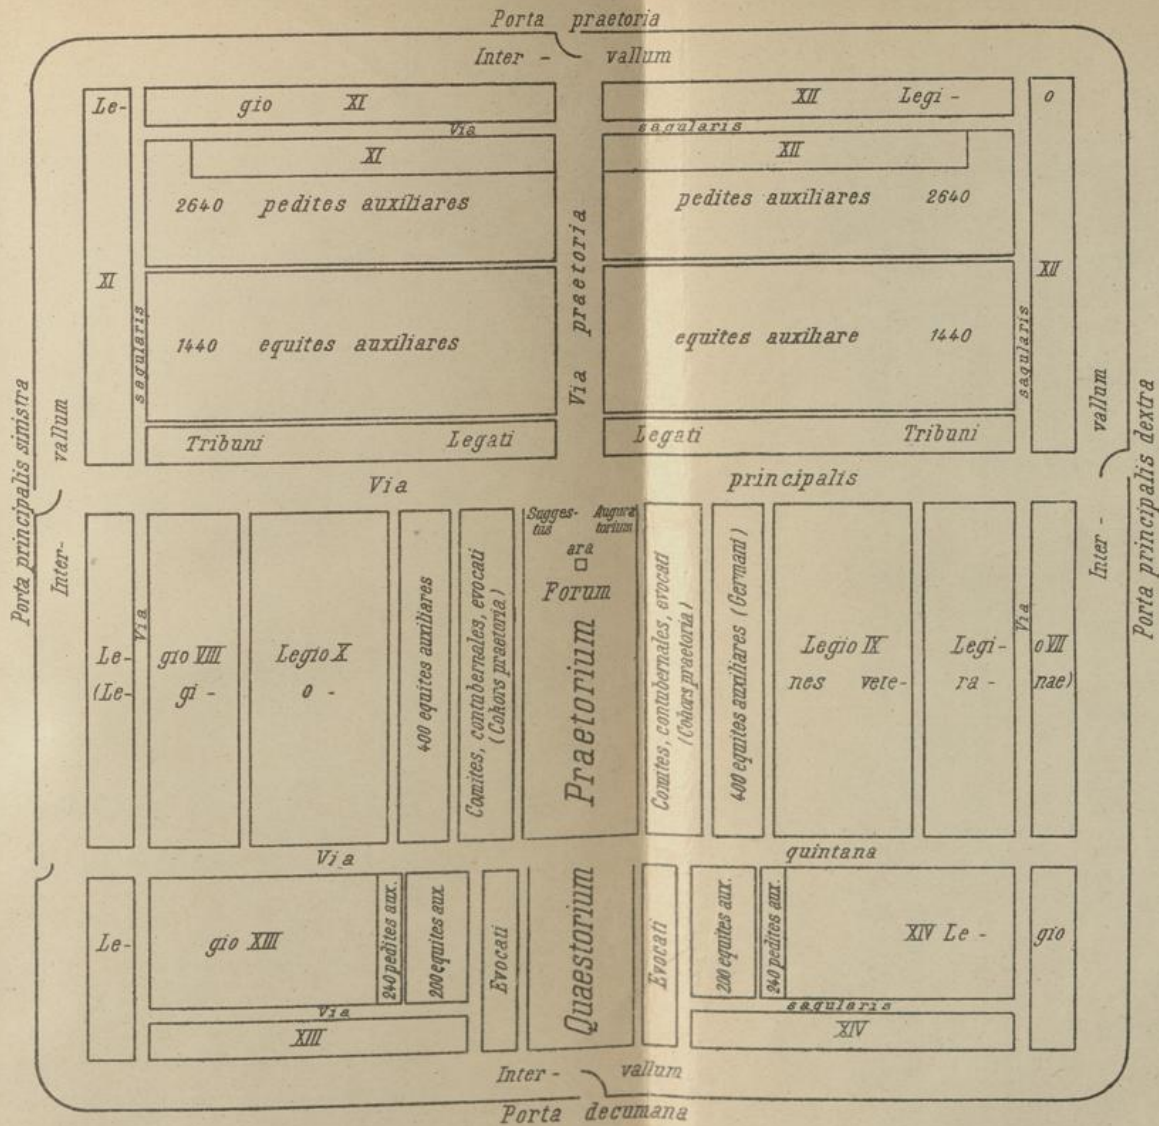 Porta praetoria
Inter - vallum
Le- gio XI XII Legi - o
Via sagularis
XI XII
2640 pedites auxiliares pedites auxiliares 2640
XI XII
Via praetoria
sagularis sagularis
1440 equites auxiliares equites auxiliare 1440
Porta principalis sinistra
vallum
Inter-
vallum
Inter -
Porta principalis dextra
Tribuni Legati Legati Tribuni
Via principalis
Sugges-
tus
Augura
torium
ara
Forum
Praetorium
Via Via
Le- gio VIII Legio X
(Le- gi - o -
400 equites auxiliares
Comites, contubernales, evocati
(Cohors praetoria)
Comites, contubernales, evocati
(Cohors praetoria)
400 equites auxiliares (Germani)
Legio IX Legi- o VII
nes vete- ra - nae)
Via quintana
Le- gio XIII
240 pedites aux.
200 equites aux.
Evocati
Quaestorium
Evocati
200 equites aux.
240 pedites aux.
XIV Le - gio
Via sagularis
XIII XIV
Inter - vallum
Porta decumana